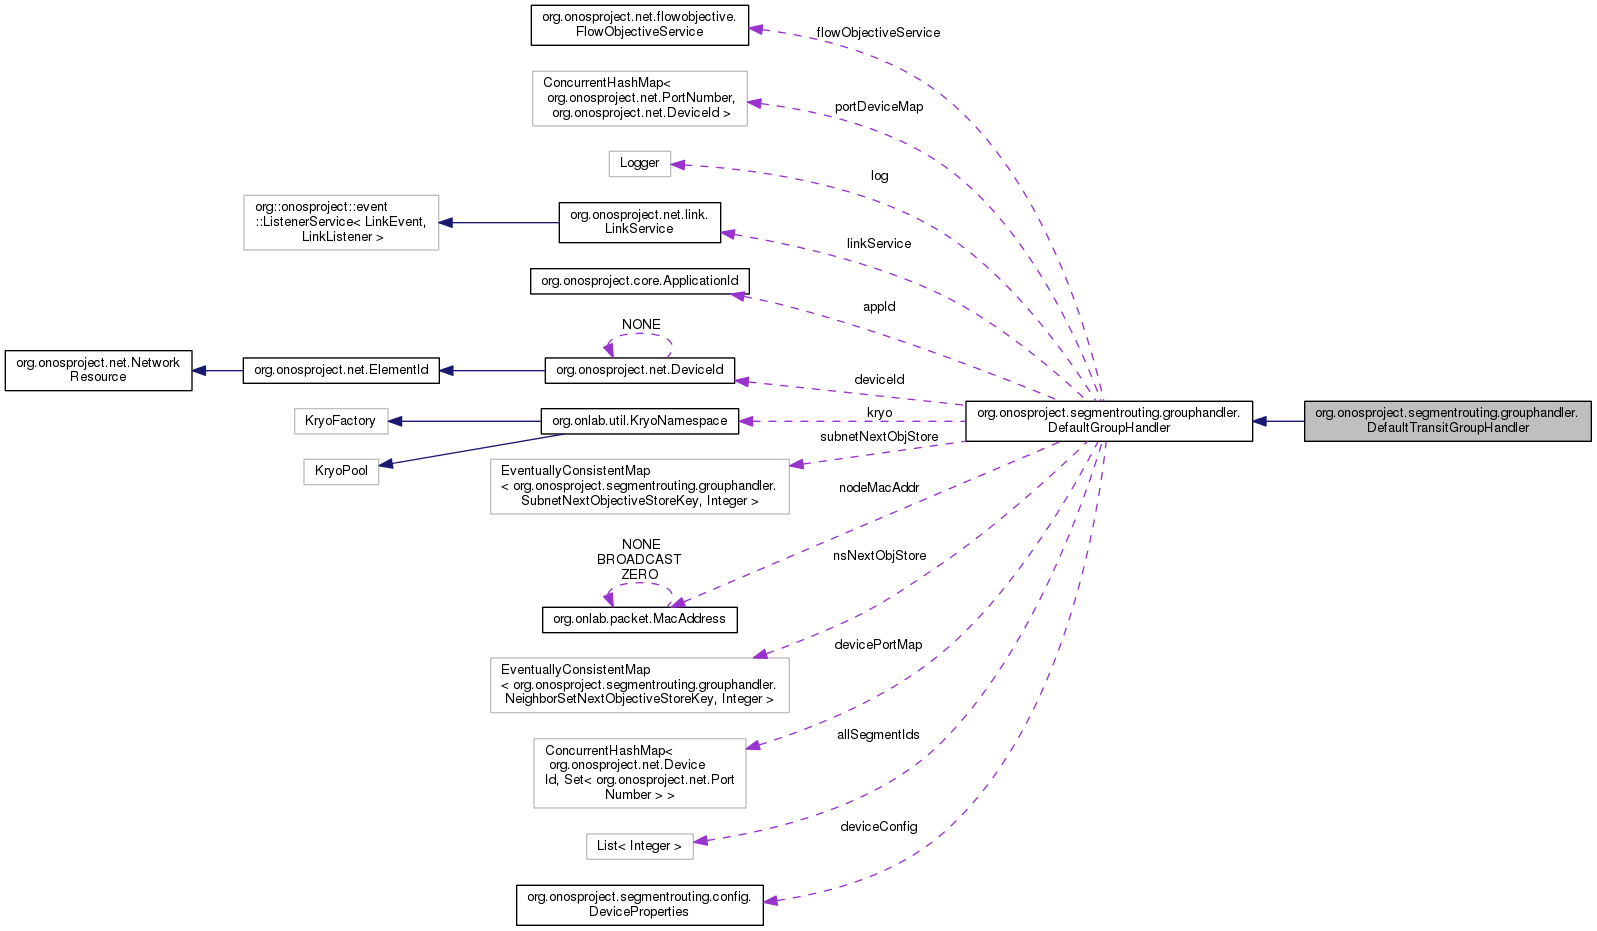 org.onosproject.net.flowobjective.
FlowObjectiveService
flowObjectiveService
ConcurrentHashMap<
org.onosproject.net.PortNumber,
org.onosproject.net.DeviceId >
portDeviceMap
Logger
log
org::onosproject::event
::ListenerService< LinkEvent,
LinkListener >
org.onosproject.net.link.
LinkService
linkService
org.onosproject.core.ApplicationId
appId
NONE
org.onosproject.net.Network
Resource
org.onosproject.net.ElementId
org.onosproject.net.DeviceId
deviceId
KryoFactory
org.onlab.util.KryoNamespace
kryo
org.onosproject.segmentrouting.grouphandler.
DefaultGroupHandler
org.onosproject.segmentrouting.grouphandler.
DefaultTransitGroupHandler
subnetNextObjStore
KryoPool
EventuallyConsistentMap
< org.onosproject.segmentrouting.grouphandler.
SubnetNextObjectiveStoreKey, Integer >
nodeMacAddr
NONE
BROADCAST
ZERO
org.onlab.packet.MacAddress
nsNextObjStore
EventuallyConsistentMap
< org.onosproject.segmentrouting.grouphandler.
NeighborSetNextObjectiveStoreKey, Integer >
devicePortMap
ConcurrentHashMap<
org.onosproject.net.Device
Id, Set< org.onosproject.net.Port
Number > >
allSegmentIds
List< Integer >
deviceConfig
org.onosproject.segmentrouting.config.
DeviceProperties